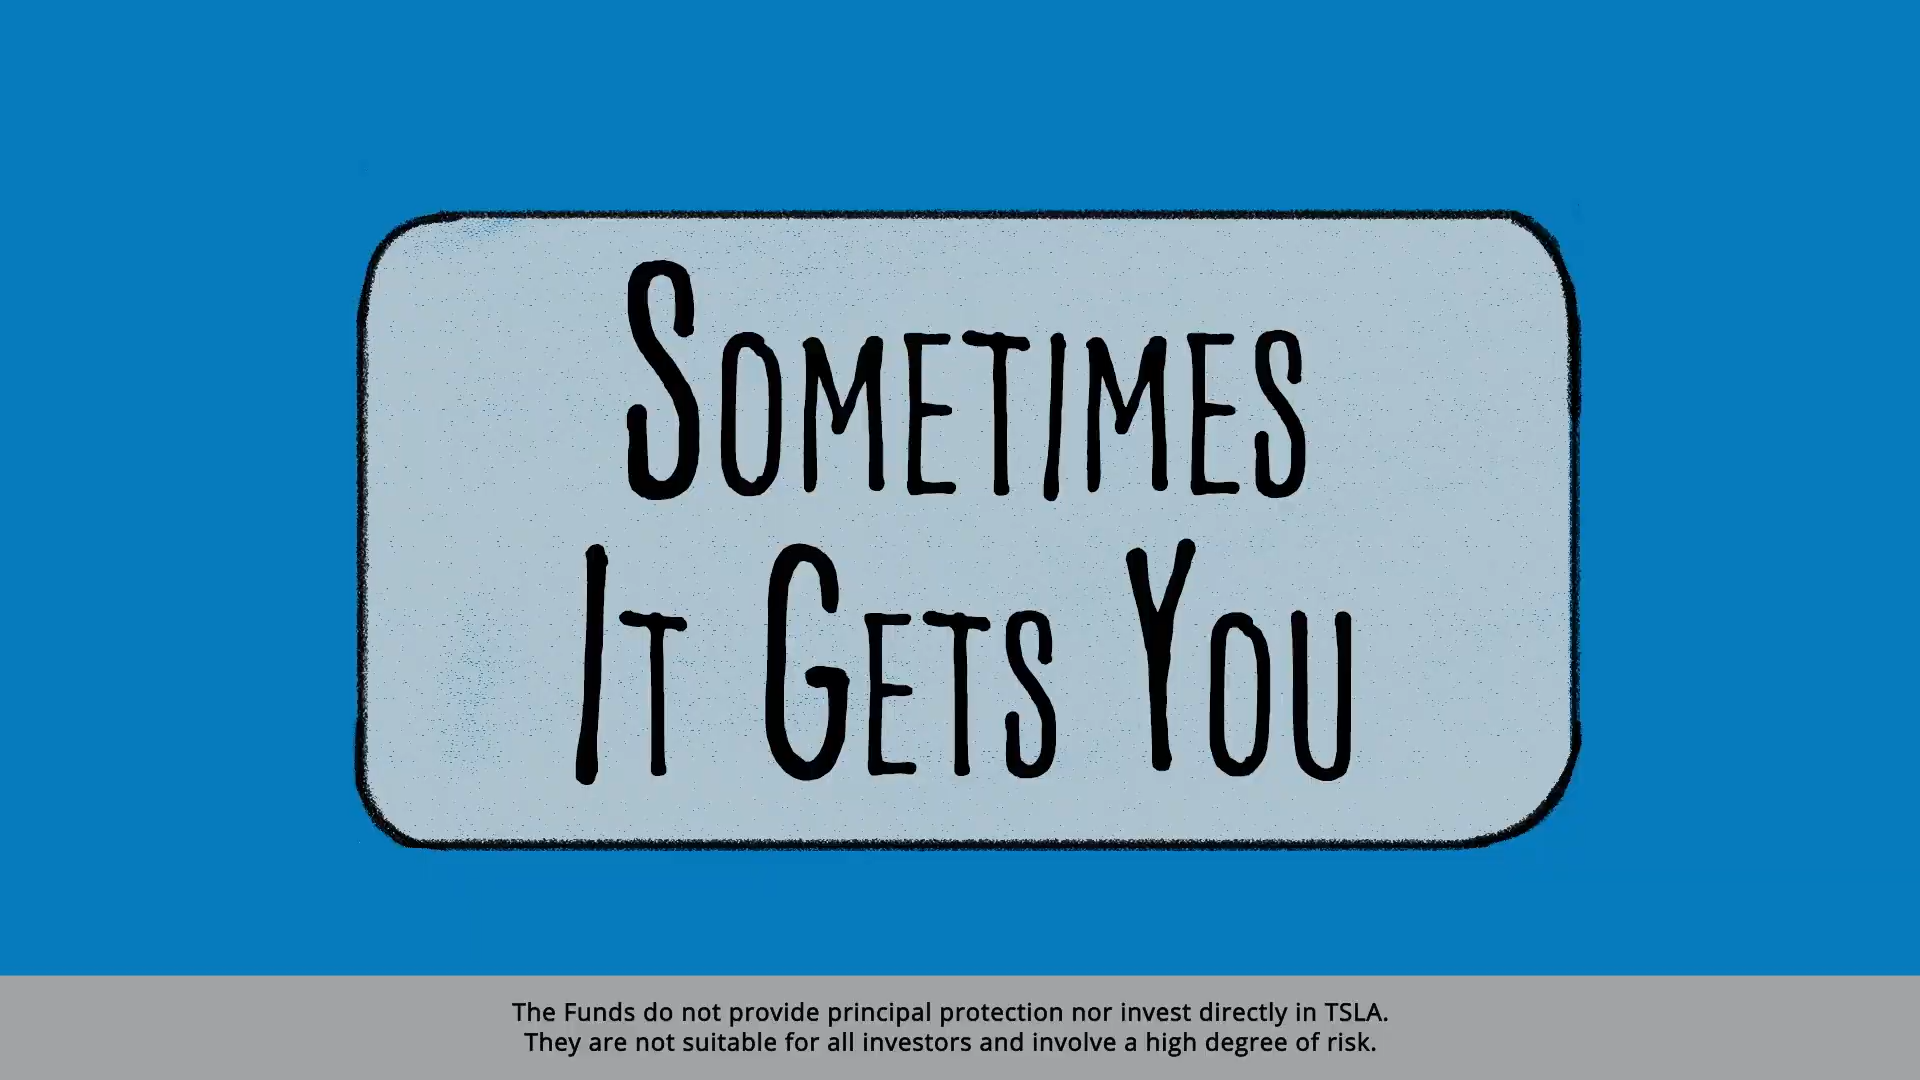 Sometimes
It Gets You
The Funds do not provide principal protection nor invest directly in TSLA.
They are not suitable for all investors and involve a high degree of risk.